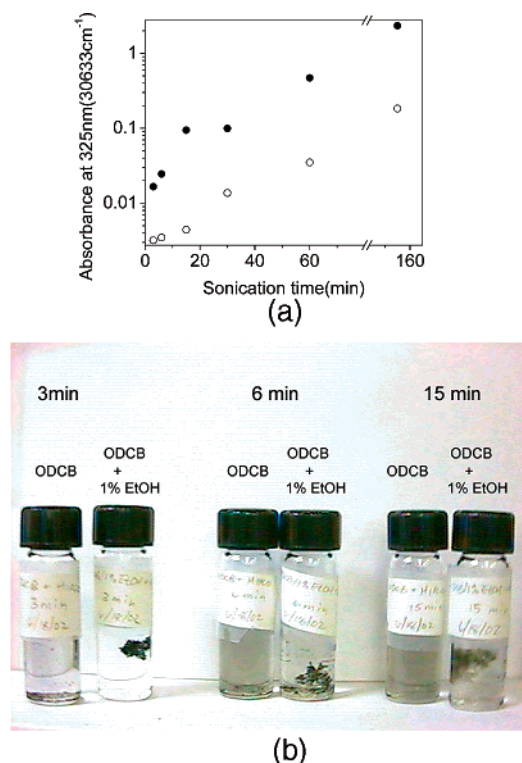 Absorbance at 325nm(30633cm⁻¹)
1
0.1
0.01
0 20 40 60 160
Sonication time(min)
(a)
3min 6 min 15 min
ODCB
ODCB
+
1% EtOH
ODCB
ODCB
+
1% EtOH
ODCB
ODCB
+
1% EtOH
3min
15 min
15 min
(b)